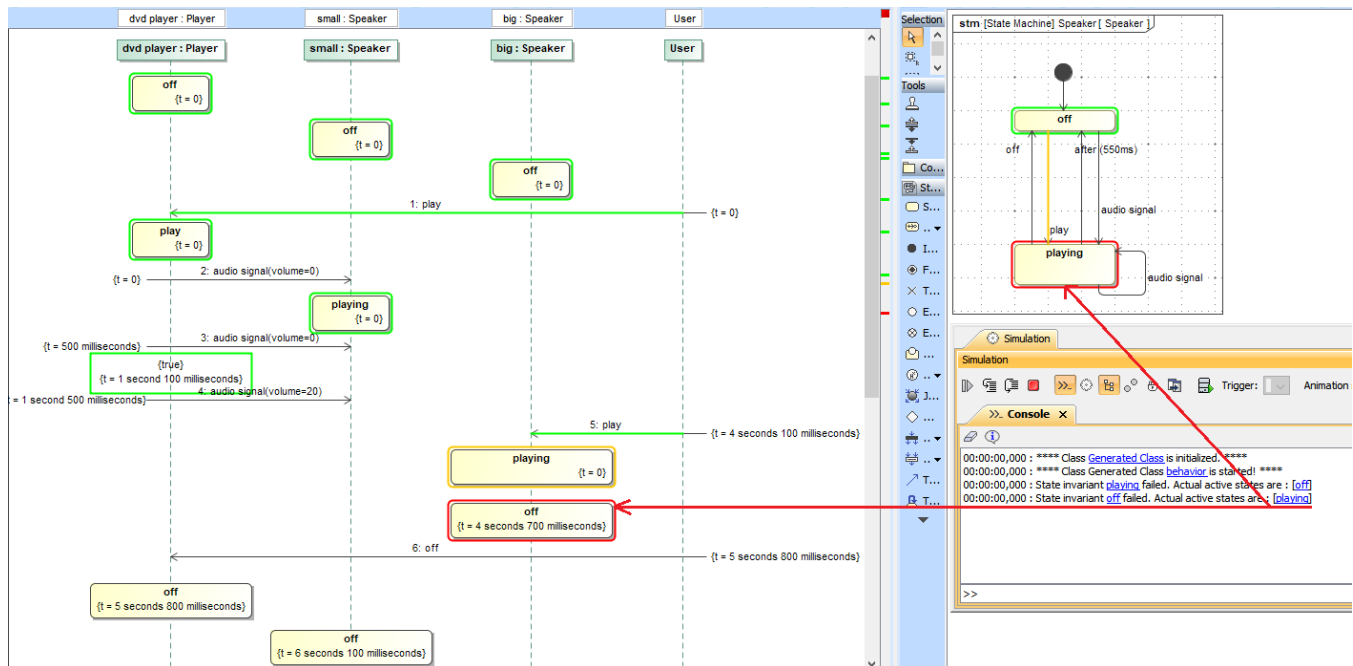 dvd player : Player
small : Speaker
big : Speaker
User
dvd player : Player
small : Speaker
big : Speaker
User
off
{t = 0}
off
{t = 0}
off
{t = 0}
1: play
{t = 0}
play
{t = 0}
2: audio signal(volume=0)
{t = 0}
playing
{t = 0}
3: audio signal(volume=0)
{t = 500 milliseconds}
{true}
{t = 1 second 100 milliseconds}
4: audio signal(volume=20)
= 1 second 500 milliseconds}
5: play
{t = 4 seconds 100 milliseconds}
playing
{t = 0}
off
{t = 4 seconds 700 milliseconds}
6: off
{t = 5 seconds 800 milliseconds}
off
{t = 5 seconds 800 milliseconds}
off
{t = 6 seconds 100 milliseconds}
Selection
Tools
Co...
St...
S...
...
I...
F...
T...
E...
E...
...
...
J...
...
...
...
T...
T...
stm [State Machine] Speaker [ Speaker ]
off
off
after (550ms)
audio signal
play
playing
audio signal
Simulation
Simulation
Trigger:
Animation
>>_ Console X
00:00:00,000 : **** Class Generated Class is initialized. ****
00:00:00,000 : **** Class Generated Class behavior is started! ****
00:00:00,000 : State invariant playing failed. Actual active states are : [off]
00:00:00,000 : State invariant off failed. Actual active states are : [playing]
>>